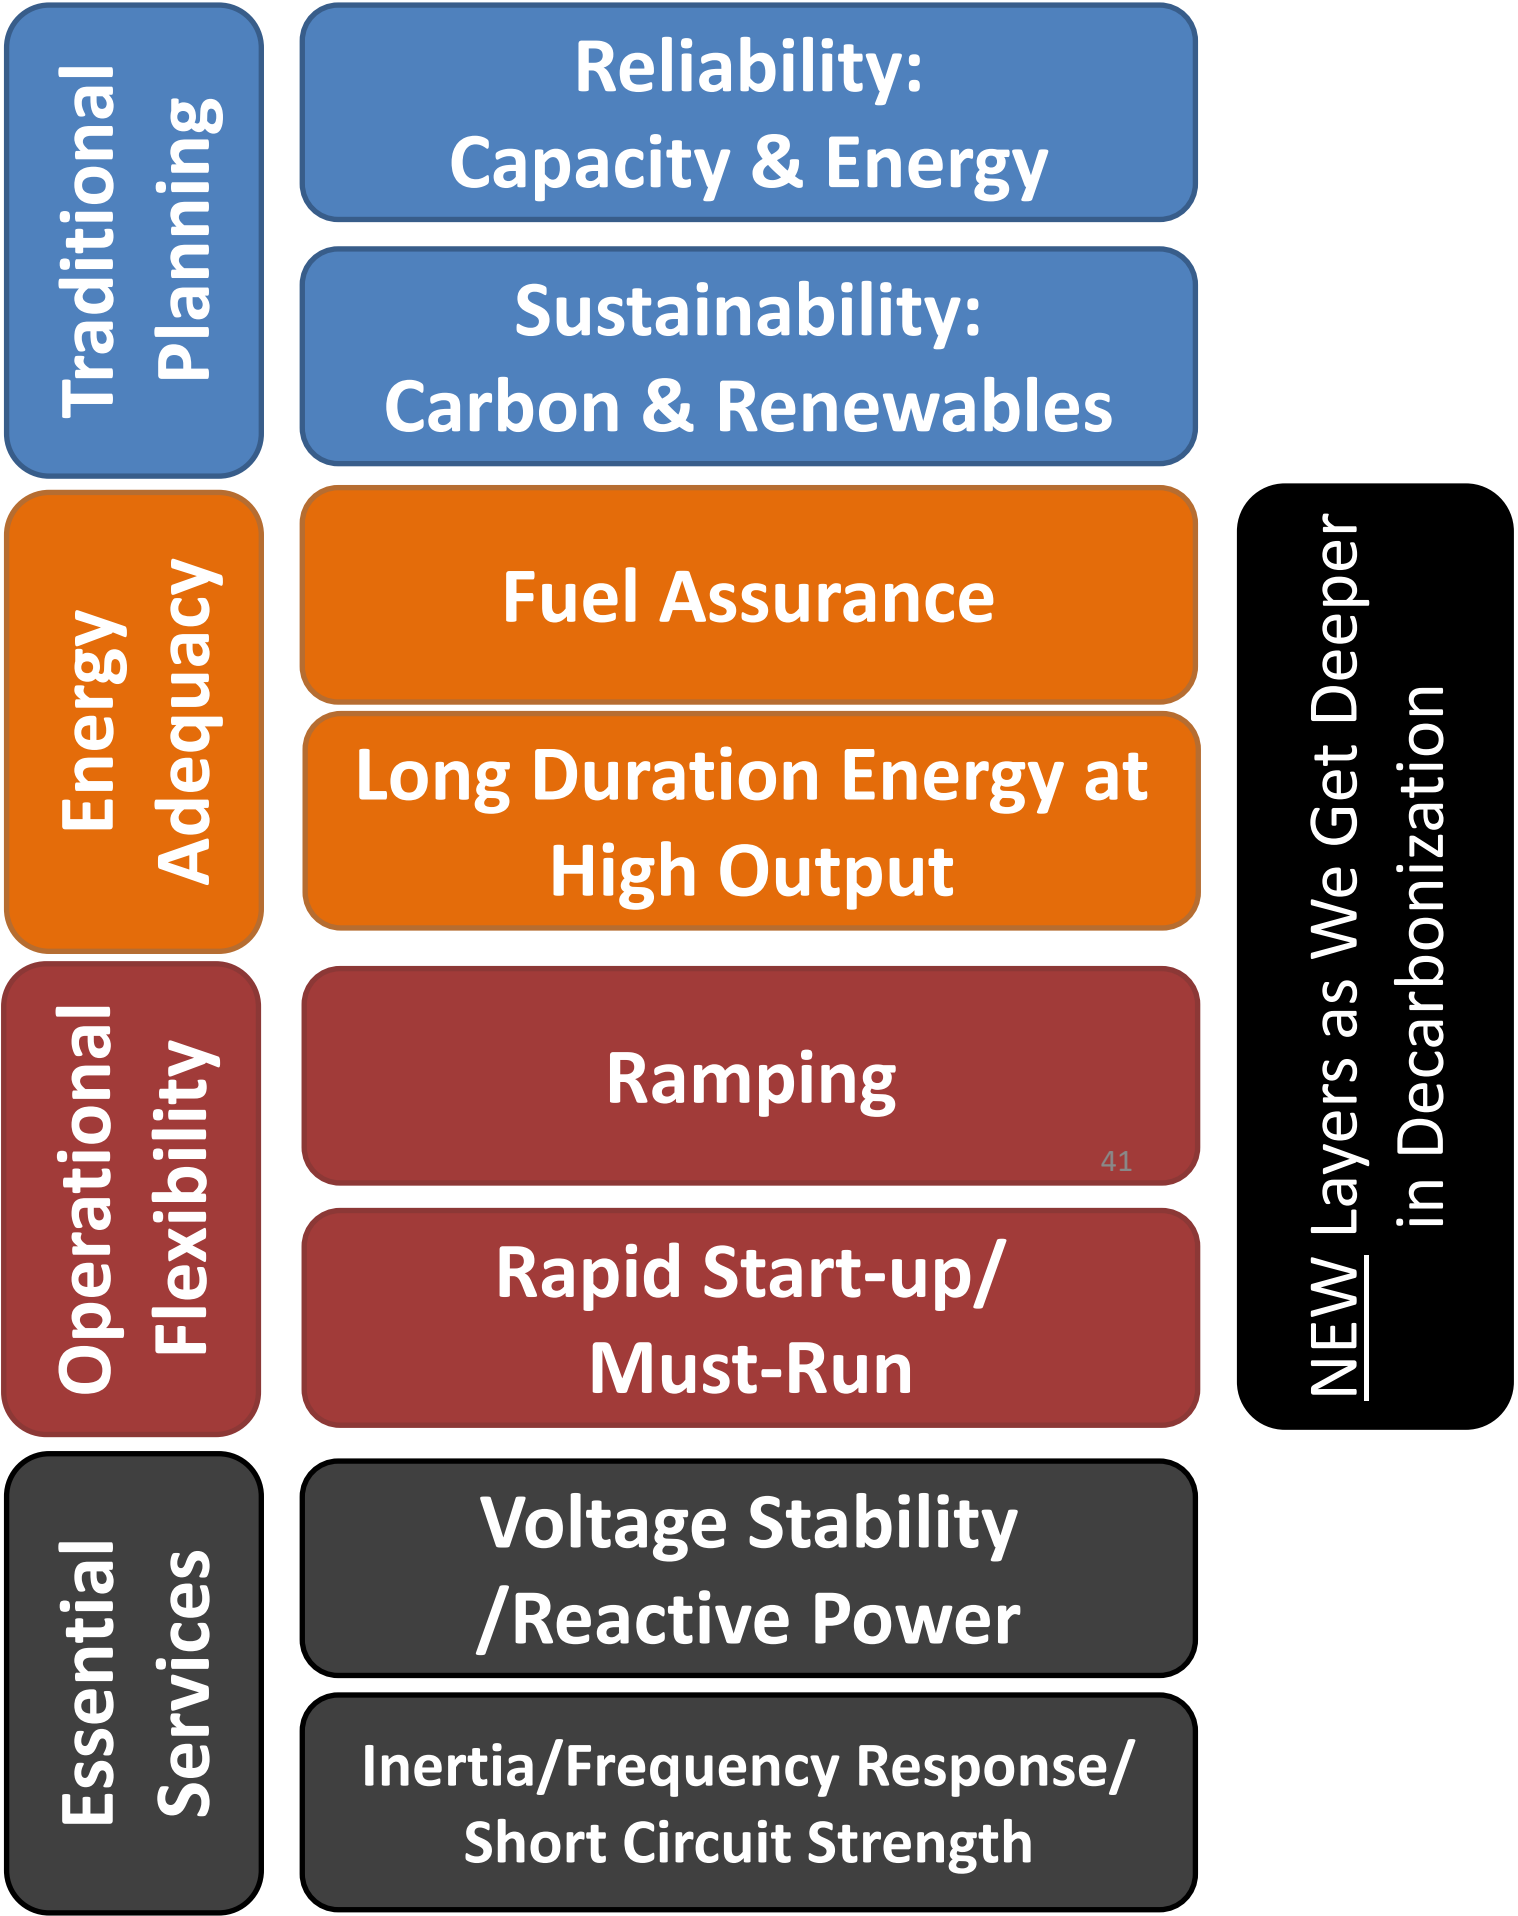 Traditional
Planning
Reliability:
Capacity & Energy
Sustainability:
Carbon & Renewables
Energy
Adequacy
Fuel Assurance
Long Duration Energy at
High Output
Operational
Flexibility
Ramping
41
Rapid Start-up/
Must-Run
Essential
Services
Voltage Stability
/Reactive Power
Inertia/Frequency Response/
Short Circuit Strength
NEW Layers as We Get Deeper
in Decarbonization